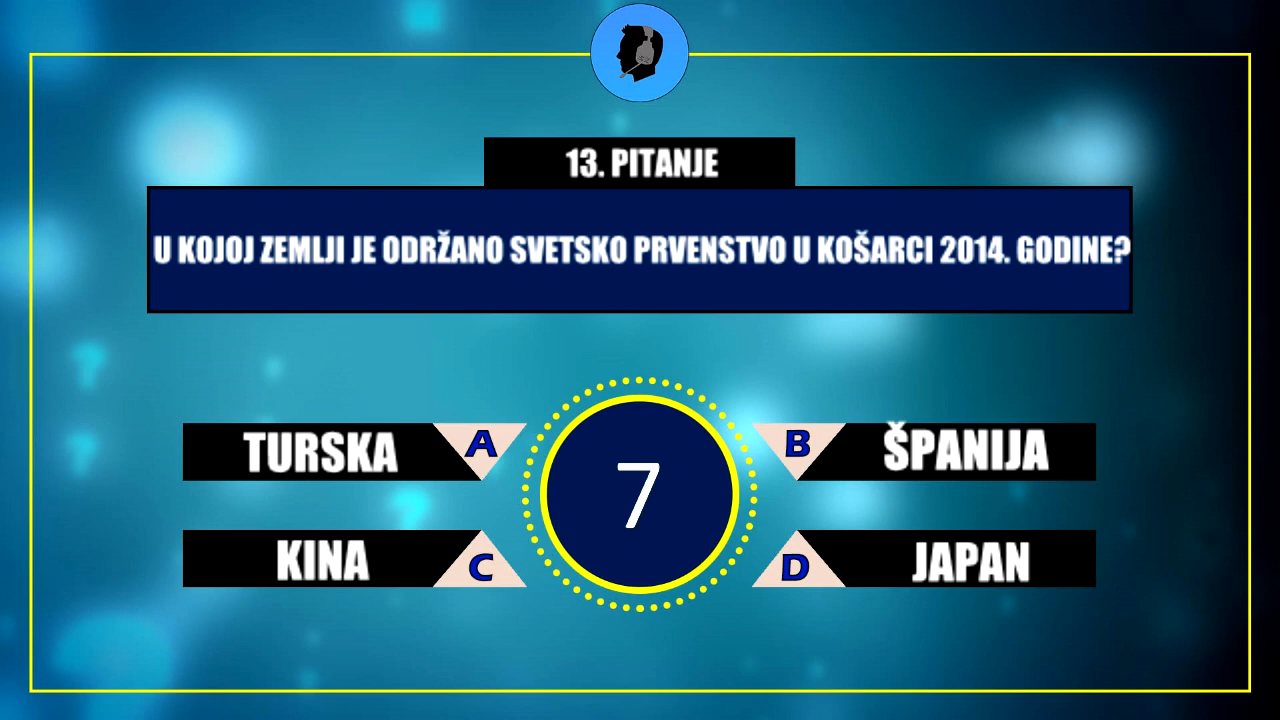 13. PITANJE
U KOJOJ ZEMLJI JE ODRŽANO SVETSKO PRVENSTVO U KOŠARCI 2014. GODINE?
TURSKA A
B ŠPANIJA
7
KINA C
D JAPAN